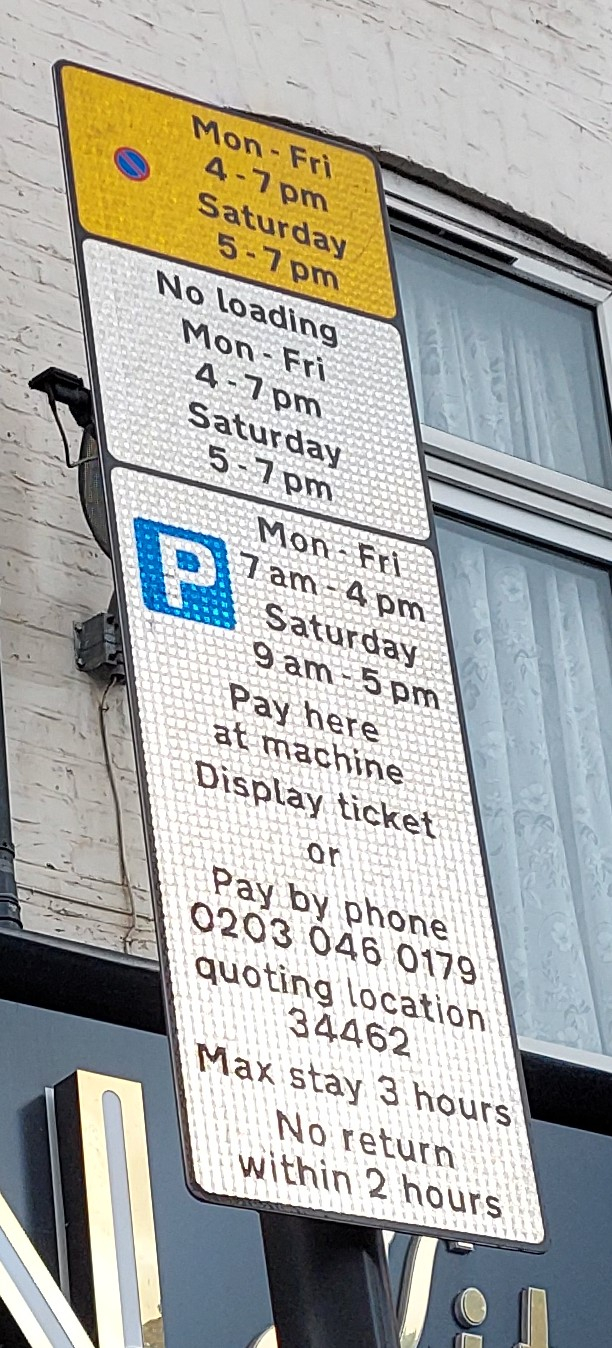 Mon - Fri
4 - 7 pm
Saturday
5 - 7 pm
No loading
Mon - Fri
4 - 7 pm
Saturday
5 - 7 pm
P
Mon - Fri
7 am - 4 pm
Saturday
9 am - 5 pm
Pay here
at machine
Display ticket
or
Pay by phone
0203 046 0179
quoting location
34462
Max stay 3 hours
No return
within 2 hours